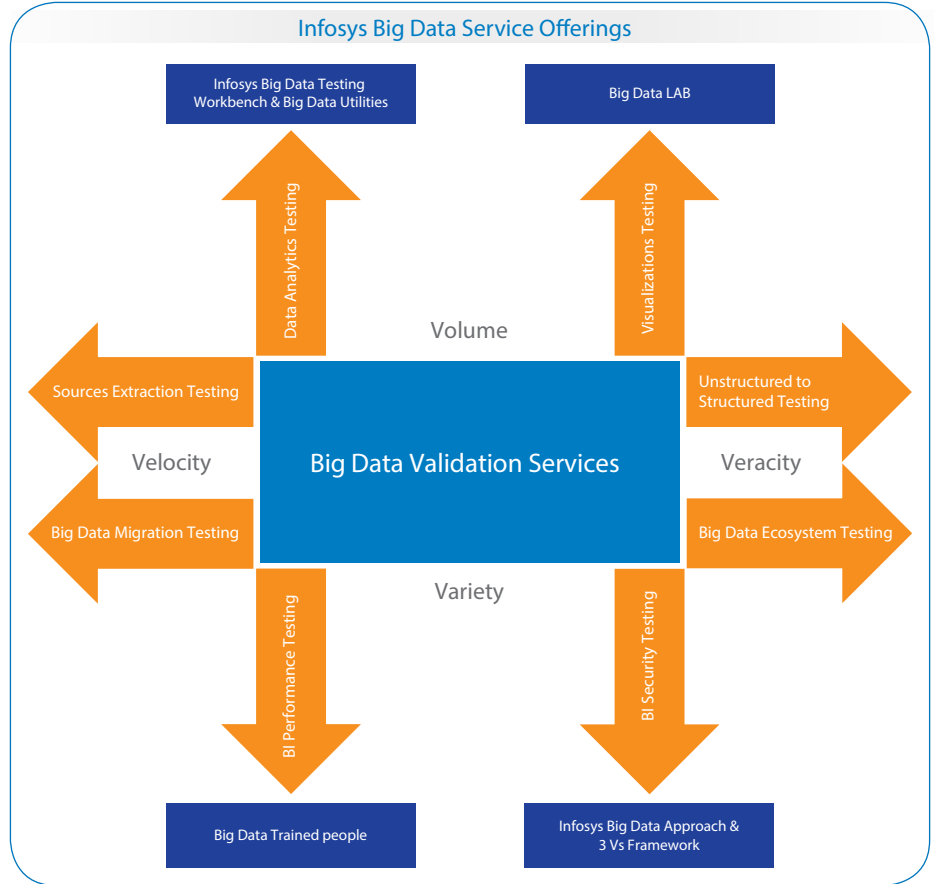 Infosys Big Data Service Offerings
Infosys Big Data Testing
Workbench & Big Data Utilities
Big Data LAB
Data Analytics Testing
Visualizations Testing
Volume
Sources Extraction Testing
Unstructured to
Structured Testing
Velocity
Big Data Validation Services
Veracity
Big Data Migration Testing
Big Data Ecosystem Testing
Variety
BI Performance Testing
BI Security Testing
Big Data Trained people
Infosys Big Data Approach &
3 Vs Framework